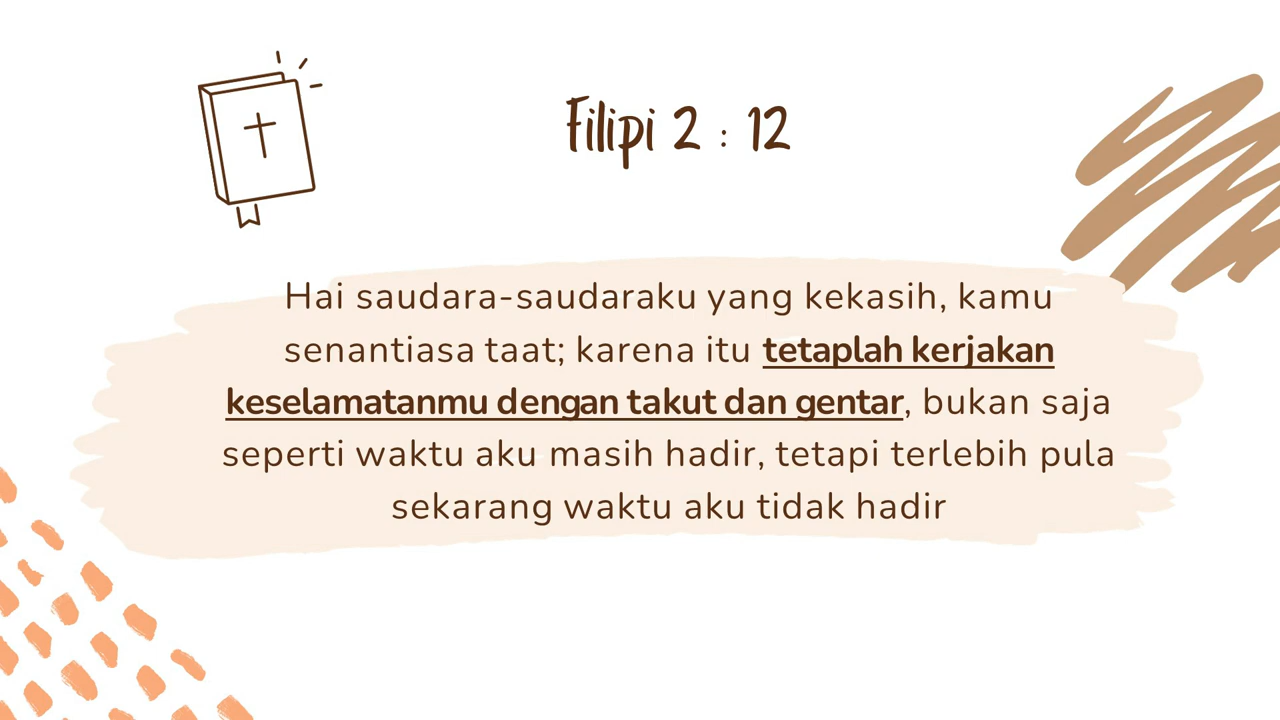 Filipi 2 : 12
Hai saudara-saudaraku yang kekasih, kamu
senantiasa taat; karena itu tetaplah kerjakan
keselamatanmu dengan takut dan gentar, bukan saja
seperti waktu aku masih hadir, tetapi terlebih pula
sekarang waktu aku tidak hadir